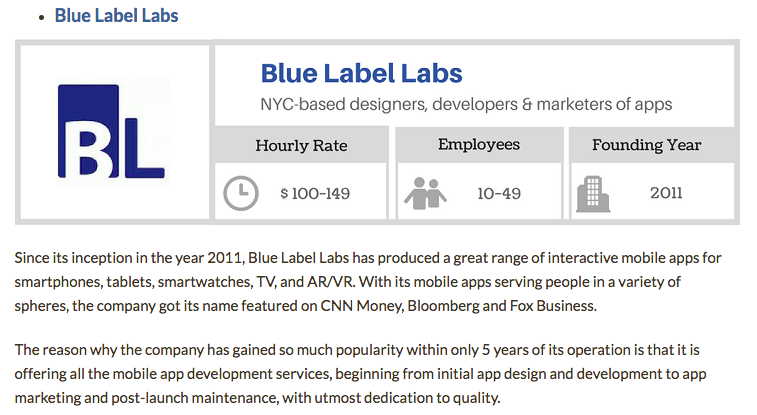 Blue Label Labs
BL
Blue Label Labs
NYC-based designers, developers & marketers of apps
Hourly Rate
Employees
Founding Year
$ 100-149
10-49
2011
Since its inception in the year 2011, Blue Label Labs has produced a great range of interactive mobile apps for
smartphones, tablets, smartwatches, TV, and AR/VR. With its mobile apps serving people in a variety of
spheres, the company got its name featured on CNN Money, Bloomberg and Fox Business.
The reason why the company has gained so much popularity within only 5 years of its operation is that it is
offering all the mobile app development services, beginning from initial app design and development to app
marketing and post-launch maintenance, with utmost dedication to quality.